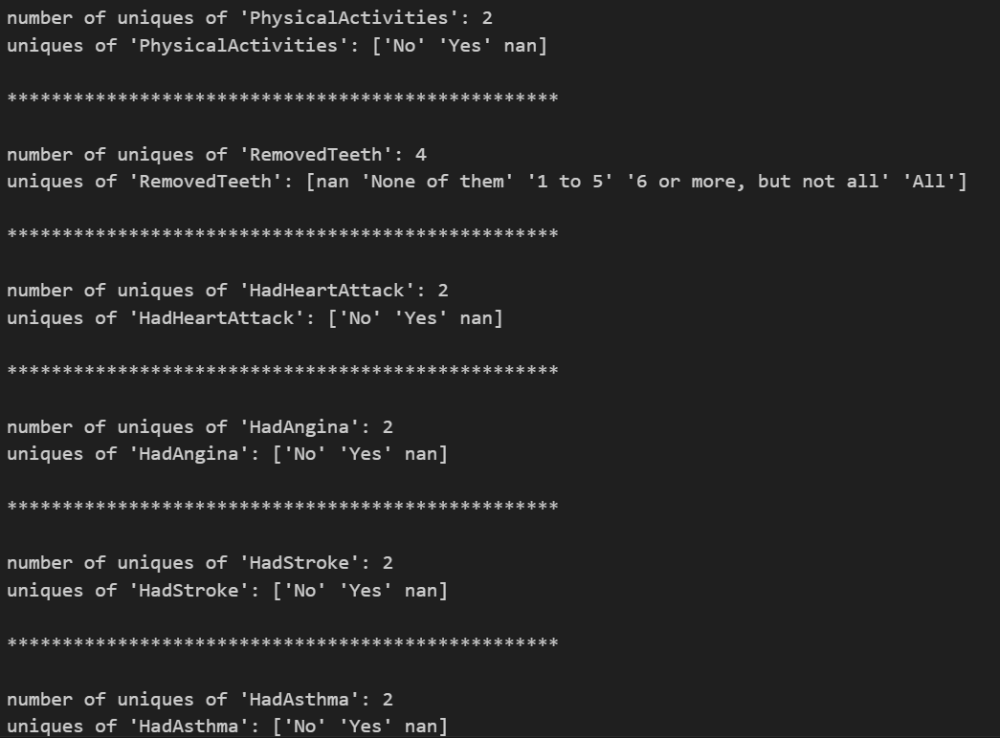 number of uniques of 'PhysicalActivities': 2
uniques of 'PhysicalActivities': ['No' 'Yes' nan]
**************************************************
number of uniques of 'RemovedTeeth': 4
uniques of 'RemovedTeeth': [nan 'None of them' '1 to 5' '6 or more, but not all' 'All']
**************************************************
number of uniques of 'HadHeartAttack': 2
uniques of 'HadHeartAttack': ['No' 'Yes' nan]
**************************************************
number of uniques of 'HadAngina': 2
uniques of 'HadAngina': ['No' 'Yes' nan]
**************************************************
number of uniques of 'HadStroke': 2
uniques of 'HadStroke': ['No' 'Yes' nan]
**************************************************
number of uniques of 'HadAsthma': 2
uniques of 'HadAsthma': ['No' 'Yes' nan]